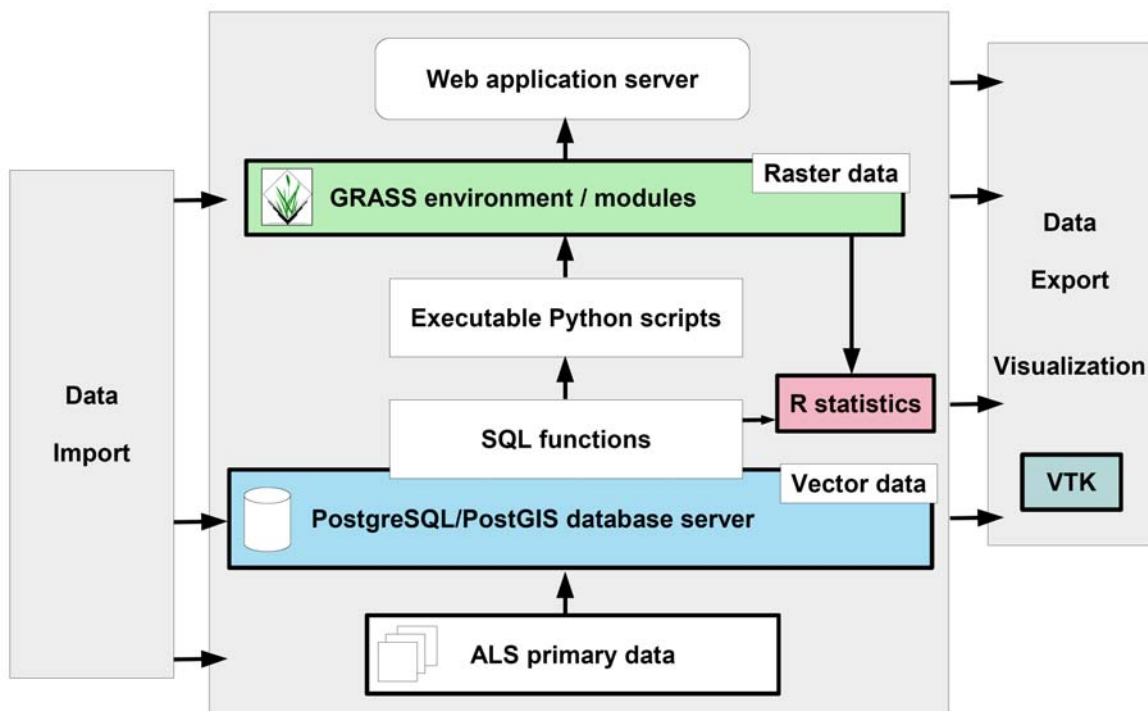 Web application server
Raster data
GRASS environment / modules
Executable Python scripts
R statistics
SQL functions
Vector data
PostgreSQL/PostGIS database server
ALS primary data
Data
Import
Data
Export
Visualization
VTK